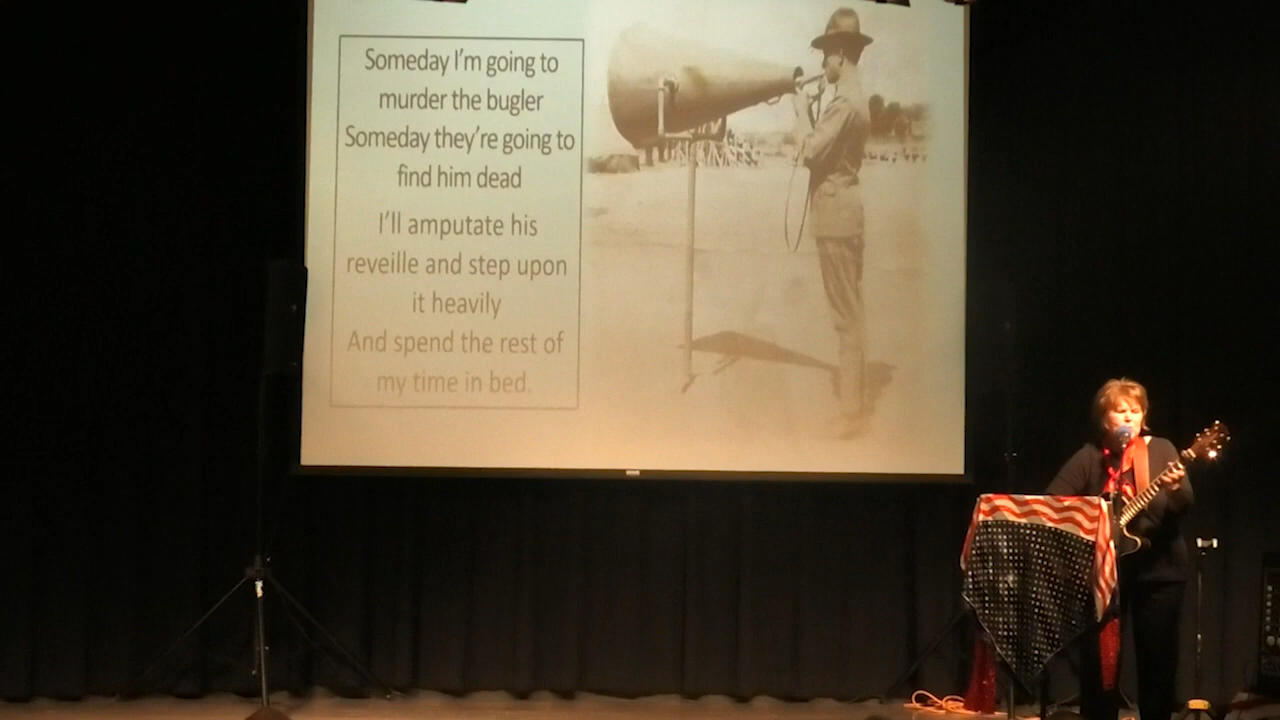 Someday I'm going to
murder the bugler
Someday they're going to
find him dead
I'll amputate his
reveille and step upon
it heavily
And spend the rest of
my time in bed.